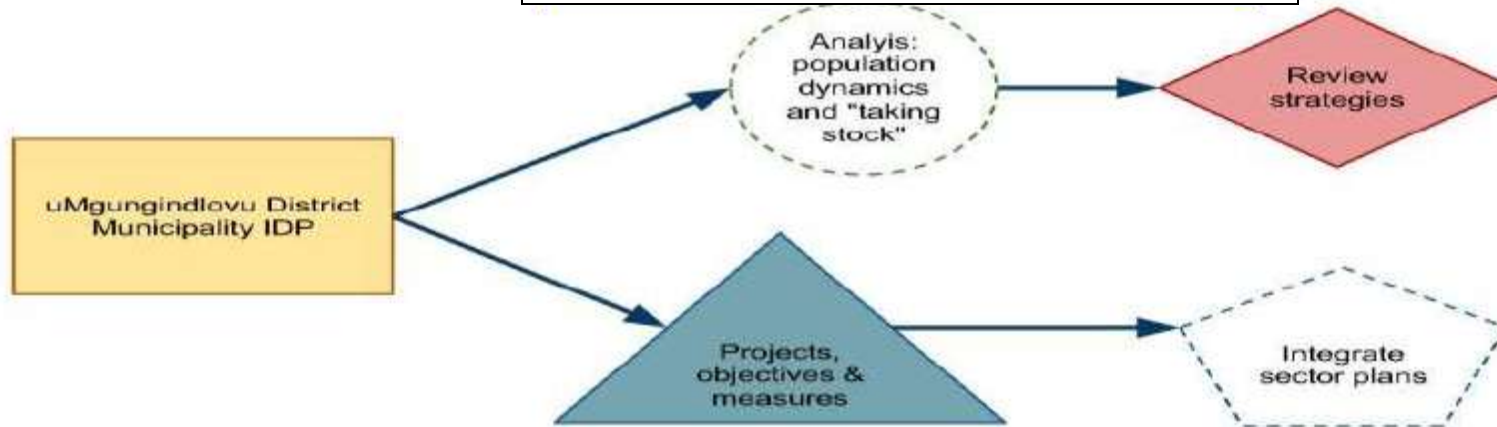 uMgungindlovu District
Municipality IDP
Analyis:
population
dynamics
and "taking
stock"
Review
strategies
Projects,
objectives &
measures
Integrate
sector plans